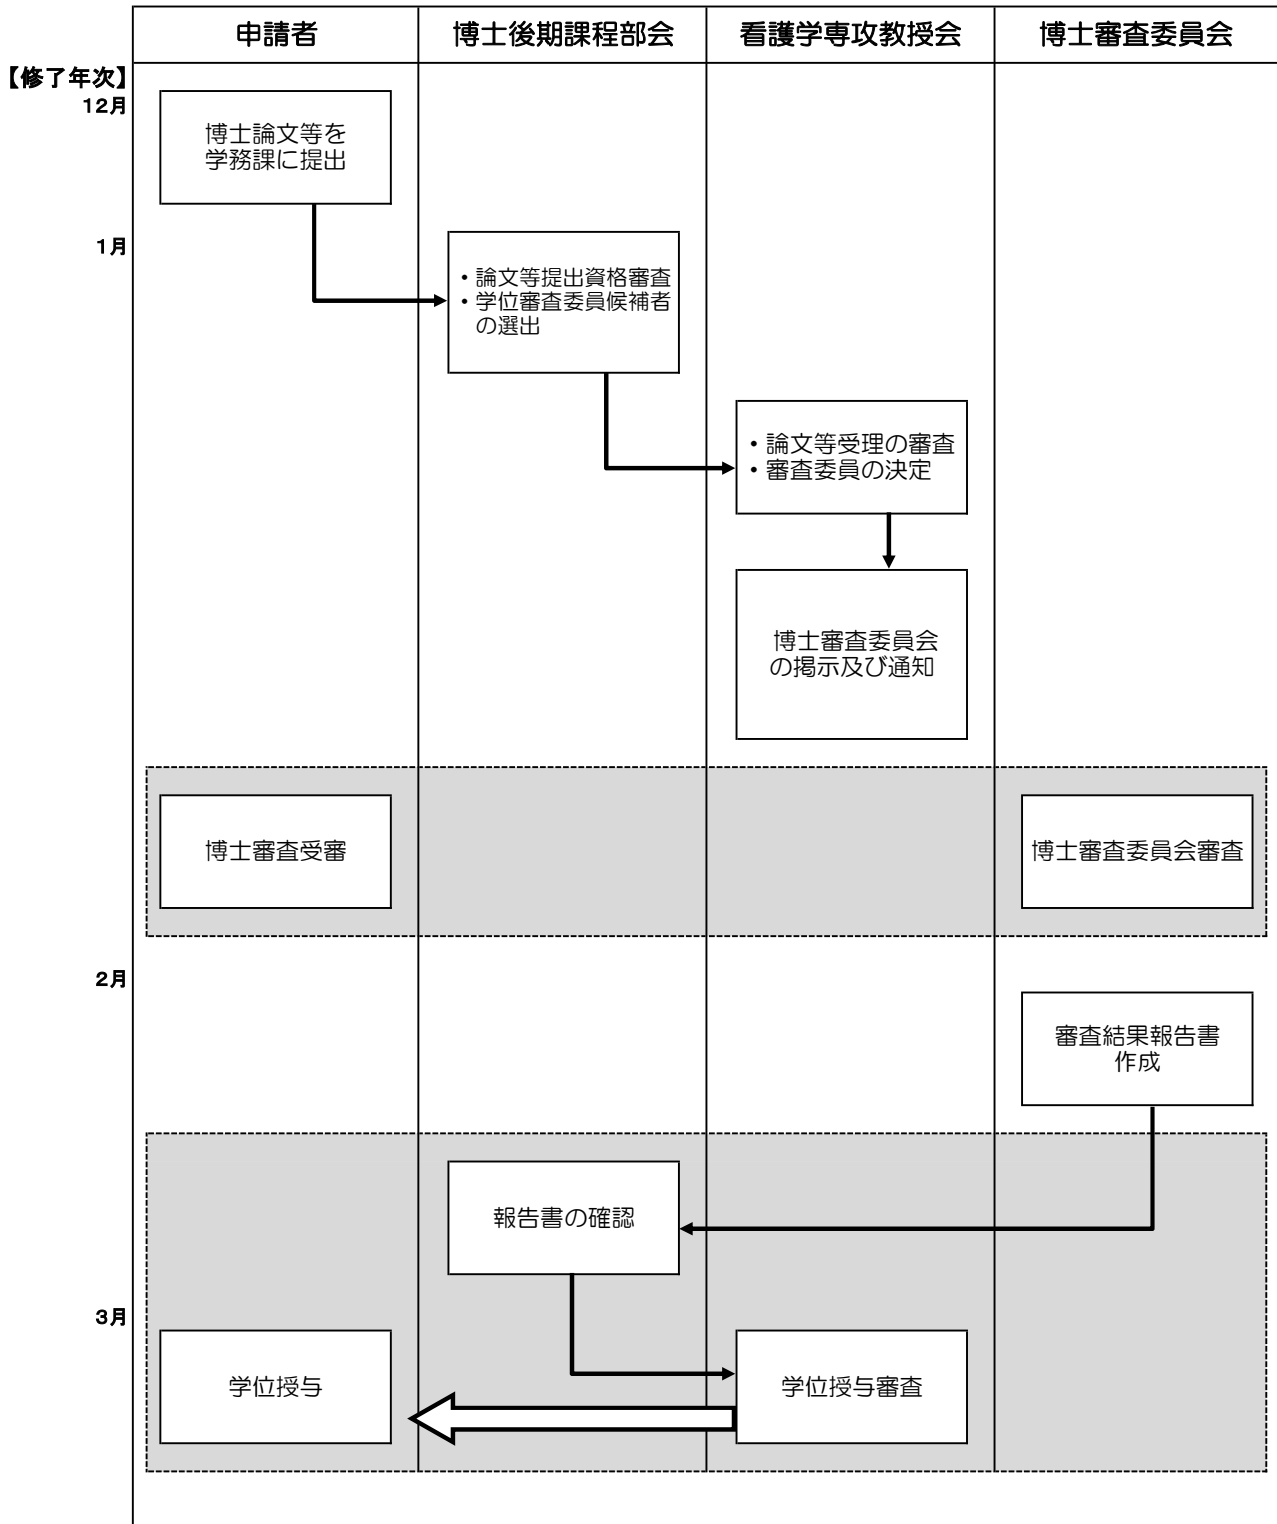 申請者
博士後期課程部会
看護学専攻教授会
博士審査委員会
【修了年次】
12月
博士論文等を
学務課に提出
1月
・論文等提出資格審査
・学位審査委員候補者
の選出
・論文等受理の審査
・審査委員の決定
博士審査委員会
の掲示及び通知
博士審査受審
博士審査委員会審査
2月
審査結果報告書
作成
報告書の確認
3月
学位授与
学位授与審査